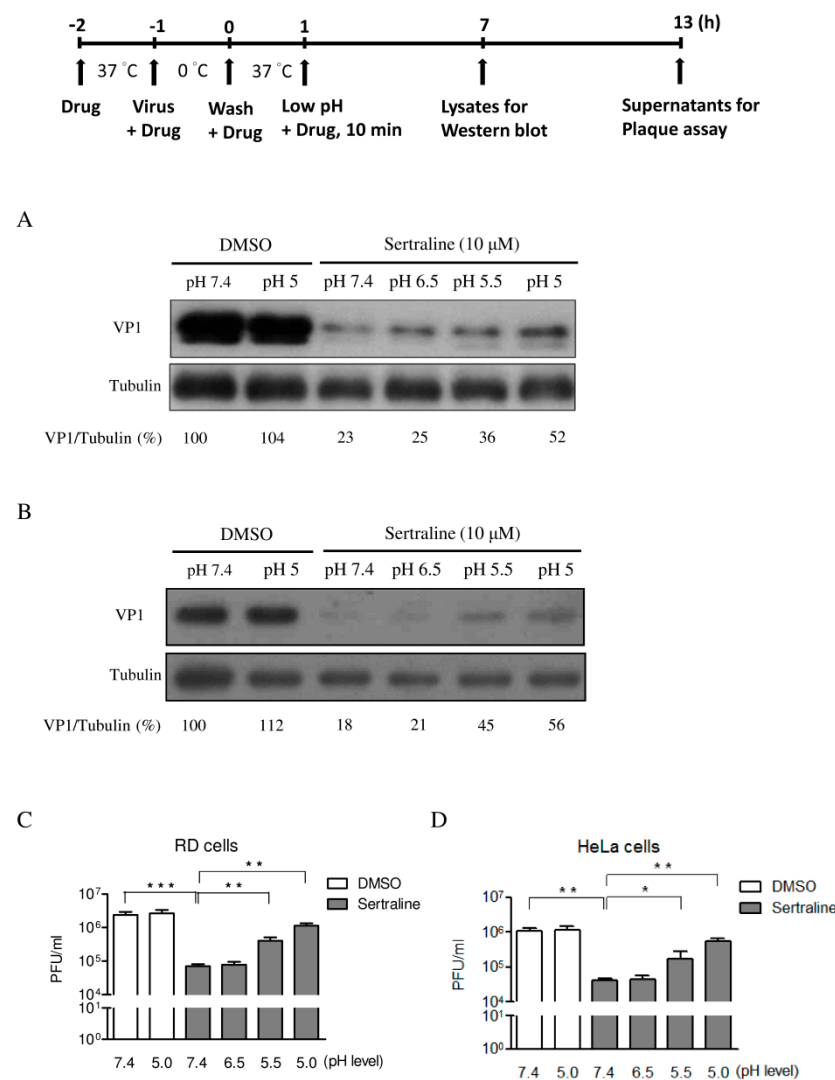 -2 -1 0 1 7 13 (h)
37 °C 0 °C 37 °C
Drug Virus + Drug Wash + Drug Low pH + Drug, 10 min Lysates for Western blot Supernatants for Plaque assay
A
DMSO Sertraline (10 μM)
pH 7.4 pH 5 pH 7.4 pH 6.5 pH 5.5 pH 5
VP1
Tubulin
VP1/Tubulin (%) 100 104 23 25 36 52
B
DMSO Sertraline (10 μM)
pH 7.4 pH 5 pH 7.4 pH 6.5 pH 5.5 pH 5
VP1
Tubulin
VP1/Tubulin (%) 100 112 18 21 45 56
C
RD cells
DMSO
Sertraline
* * * * * * *
PFU/ml
10⁷
10⁶
10⁵
10⁴
10¹
10⁰
7.4 5.0 7.4 6.5 5.5 5.0 (pH level)
D
HeLa cells
DMSO
Sertraline
* * * * *
PFU/ml
10⁷
10⁶
10⁵
10⁴
10¹
10⁰
7.4 5.0 7.4 6.5 5.5 5.0 (pH level)